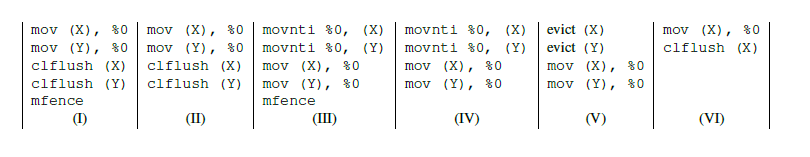 mov (X), %0 mov (X), %0 movnti %0, (X) movnti %0, (X) evict (X) mov (X), %0
mov (Y), %0 mov (Y), %0 movnti %0, (Y) movnti %0, (Y) evict (Y) clflush (X)
clflush (X) clflush (X) mov (X), %0 mov (X), %0 mov (X), %0
clflush (Y) clflush (Y) mov (Y), %0 mov (Y), %0 mov (Y), %0
mfence mfence
(I) (II) (III) (IV) (V) (VI)